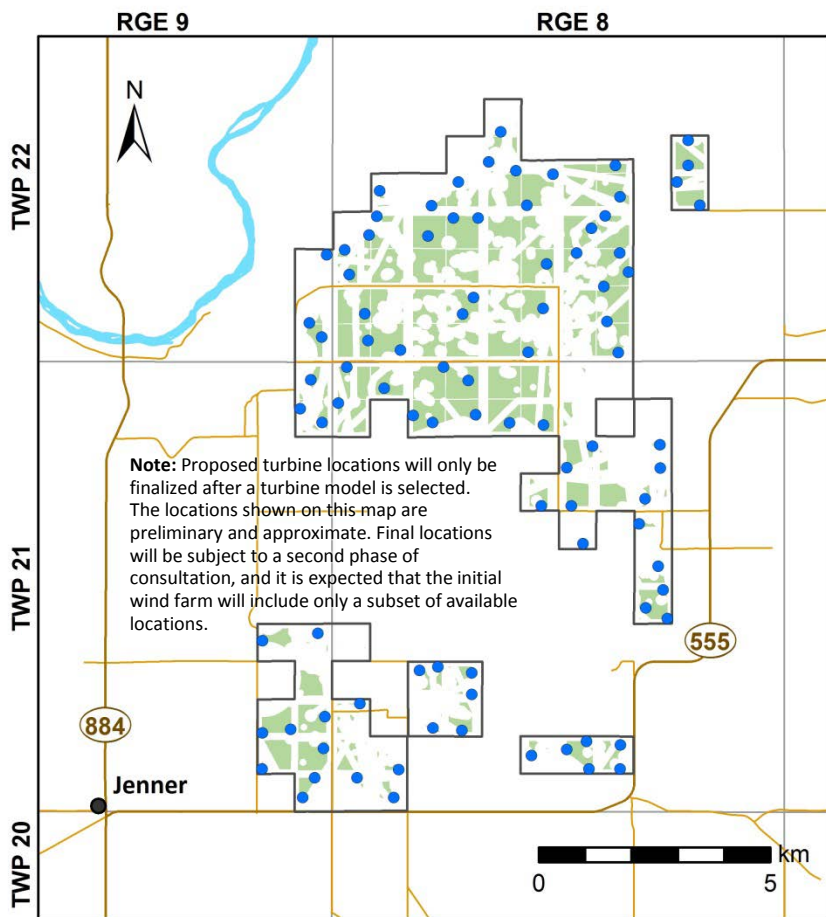 RGE 9
RGE 8
N
TWP 22
Note: Proposed turbine locations will only be
finalized after a turbine model is selected.
The locations shown on this map are
preliminary and approximate. Final locations
will be subject to a second phase of
consultation, and it is expected that the initial
wind farm will include only a subset of available
locations.
TWP 21
555
884
Jenner
TWP 20
km
0
5